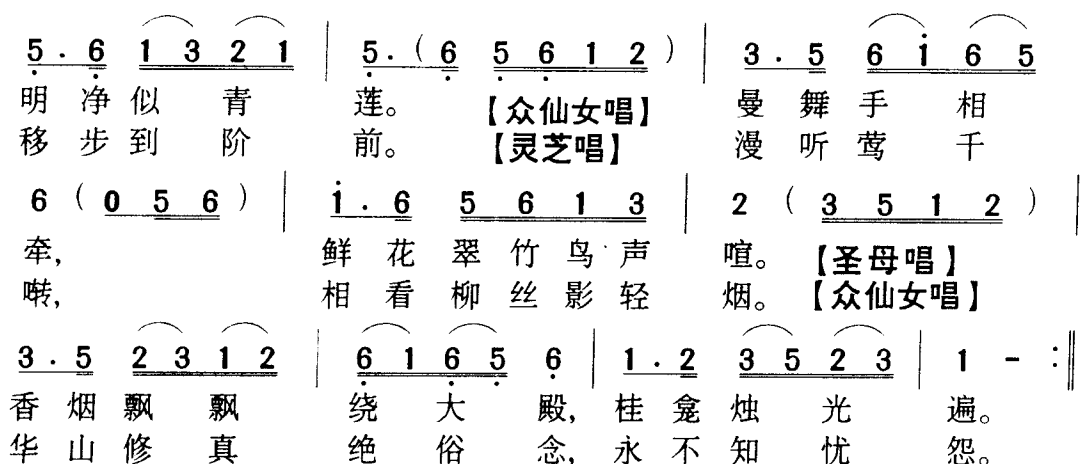 5 . 6 1 3 2 1 | 5 . ( 6 5 6 1 2 ) | 3 . 5 6 i 6 5
明 净 似 青 莲。 【众仙女唱】 曼 舞 手 相
移 步 到 阶 前。 【灵芝唱】 漫 听 莺 千
6 ( 0 5 6 ) | i . 6 5 6 1 3 | 2 ( 3 5 1 2 ) |
牵, 鲜 花 翠 竹 鸟 声 喧。 【圣母唱】
啭, 相 看 柳 丝 影 轻 烟。 【众仙女唱】
3 . 5 2 3 1 2 | 6 1 6 5 6 | 1 . 2 3 5 2 3 | 1 - :‖
香 烟 飘 飘 绕 大 殿, 桂 龛 烛 光 遍。
华 山 修 真 绝 俗 念, 永 不 知 忧 怨。